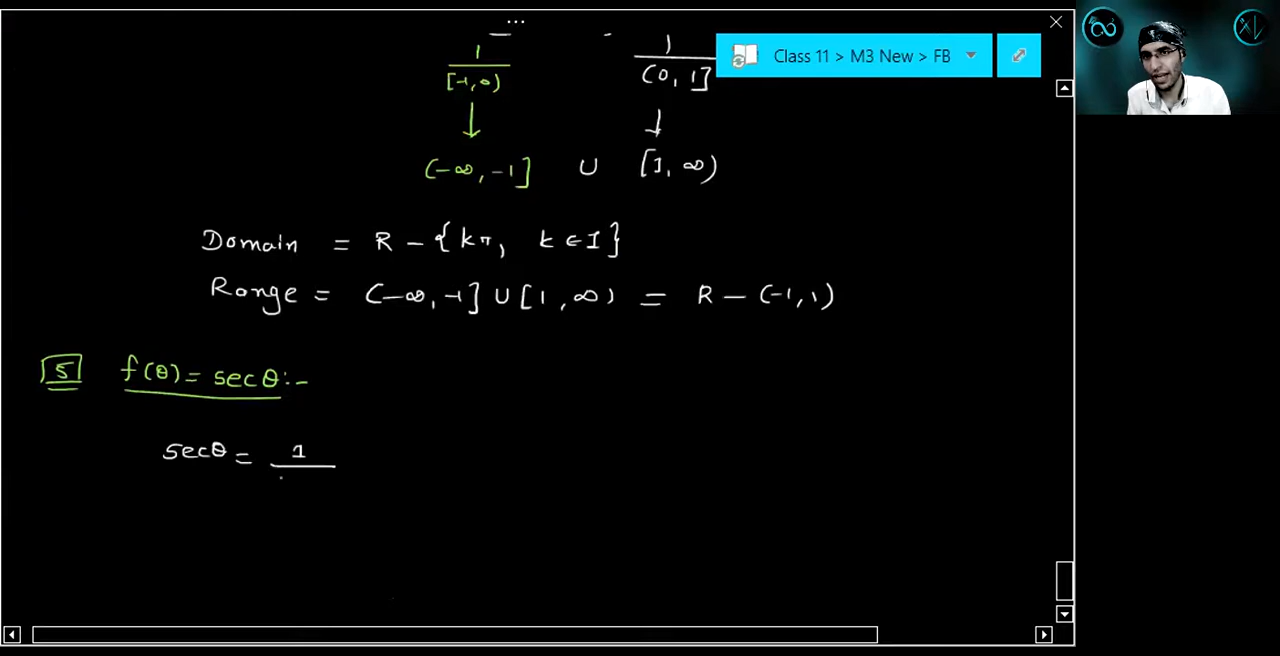 Class 11 > M3 New > FB
1 1
[-1, 0) (0, 1]
↓ ↓
(-∞, -1] ∪ [1, ∞)
Domain = R - {kπ, k ∈ I}
Range = (-∞, -1] ∪ [1, ∞) = R - (-1, 1)
5 f(θ) = secθ :-
secθ = 1